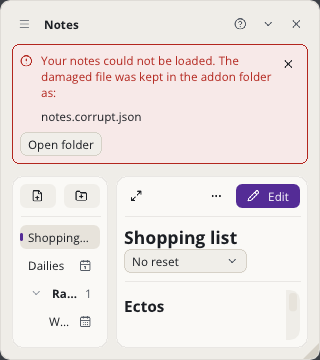 Notes
Your notes could not be loaded. The
damaged file was kept in the addon folder
as:
notes.corrupt.json
Open folder
Edit
Shopping...
Dailies
Ra... 1
W...
Shopping list
No reset
Ectos